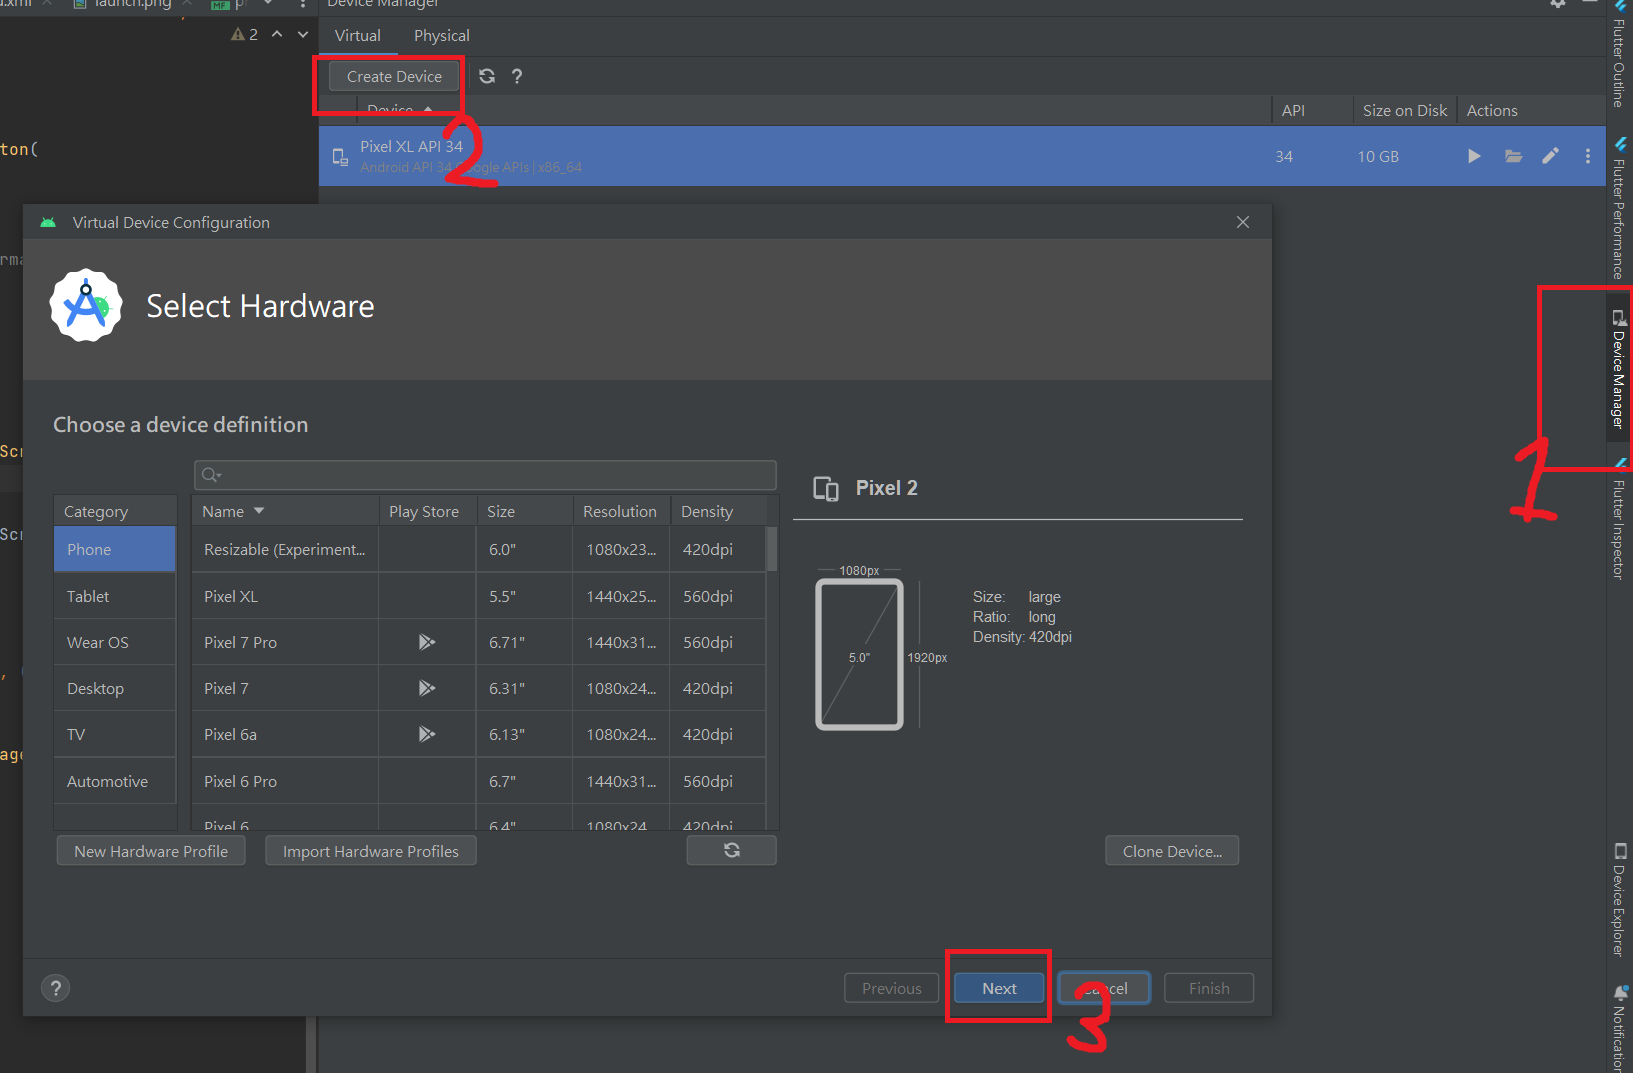 launch.png
MF
Device Manager
2
Virtual
Physical
Create Device
?
Device
API
Size on Disk
Actions
ton(
Pixel XL API 34
Android API 34 Google APIs | x86_64
34
10 GB
2
Virtual Device Configuration
Select Hardware
Choose a device definition
Category
Name
Play Store
Size
Resolution
Density
Phone
Resizable (Experiment...
6.0"
1080x23...
420dpi
Tablet
Pixel XL
5.5"
1440x25...
560dpi
Wear OS
Pixel 7 Pro
6.71"
1440x31...
560dpi
Desktop
Pixel 7
6.31"
1080x24...
420dpi
TV
Pixel 6a
6.13"
1080x24...
420dpi
Automotive
Pixel 6 Pro
6.7"
1440x31...
560dpi
Pixel 6
6.4"
1080x24
420dpi
Pixel 2
1080px
5.0"
1920px
Size: large
Ratio: long
Density: 420dpi
New Hardware Profile
Import Hardware Profiles
Clone Device...
?
Previous
Next
Cancel
Finish
3
Flutter Outline
Flutter Performance
Device Manager
1
Flutter Inspector
Device Explorer
Notification